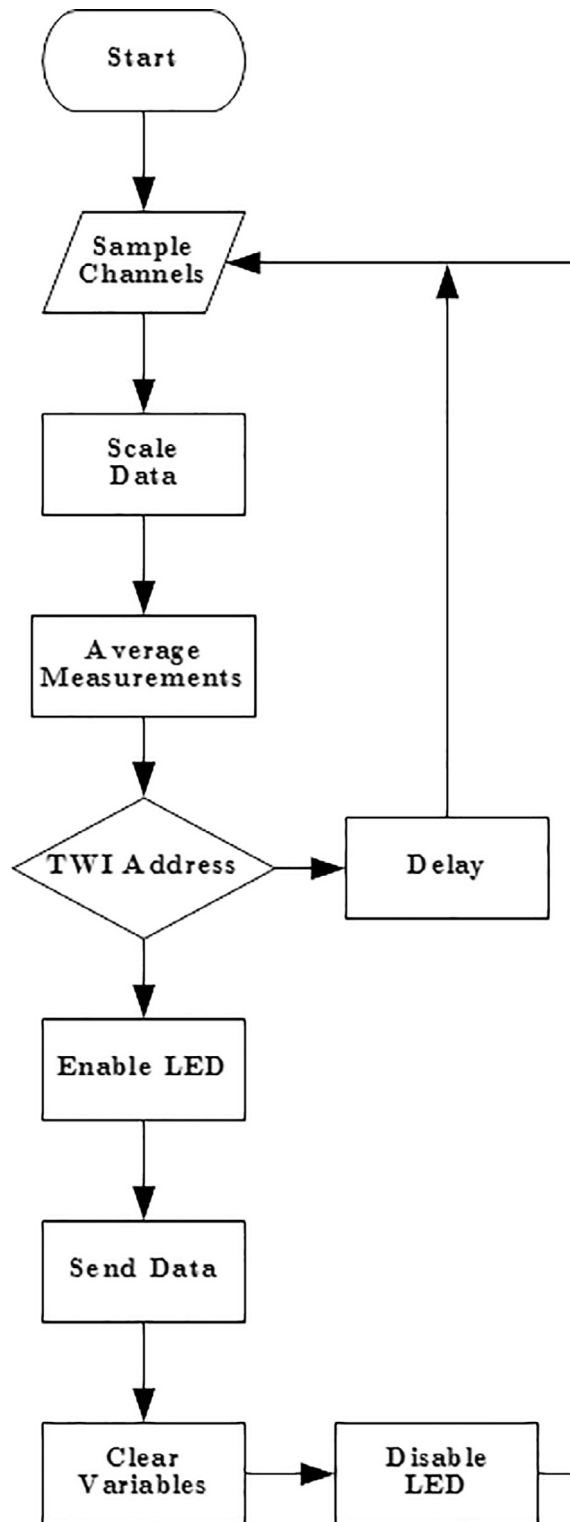 Start
Sample
Channels
Scale
Data
Average
Measurements
TWI Address
Delay
Enable LED
Send Data
Clear
Variables
Disable
LED